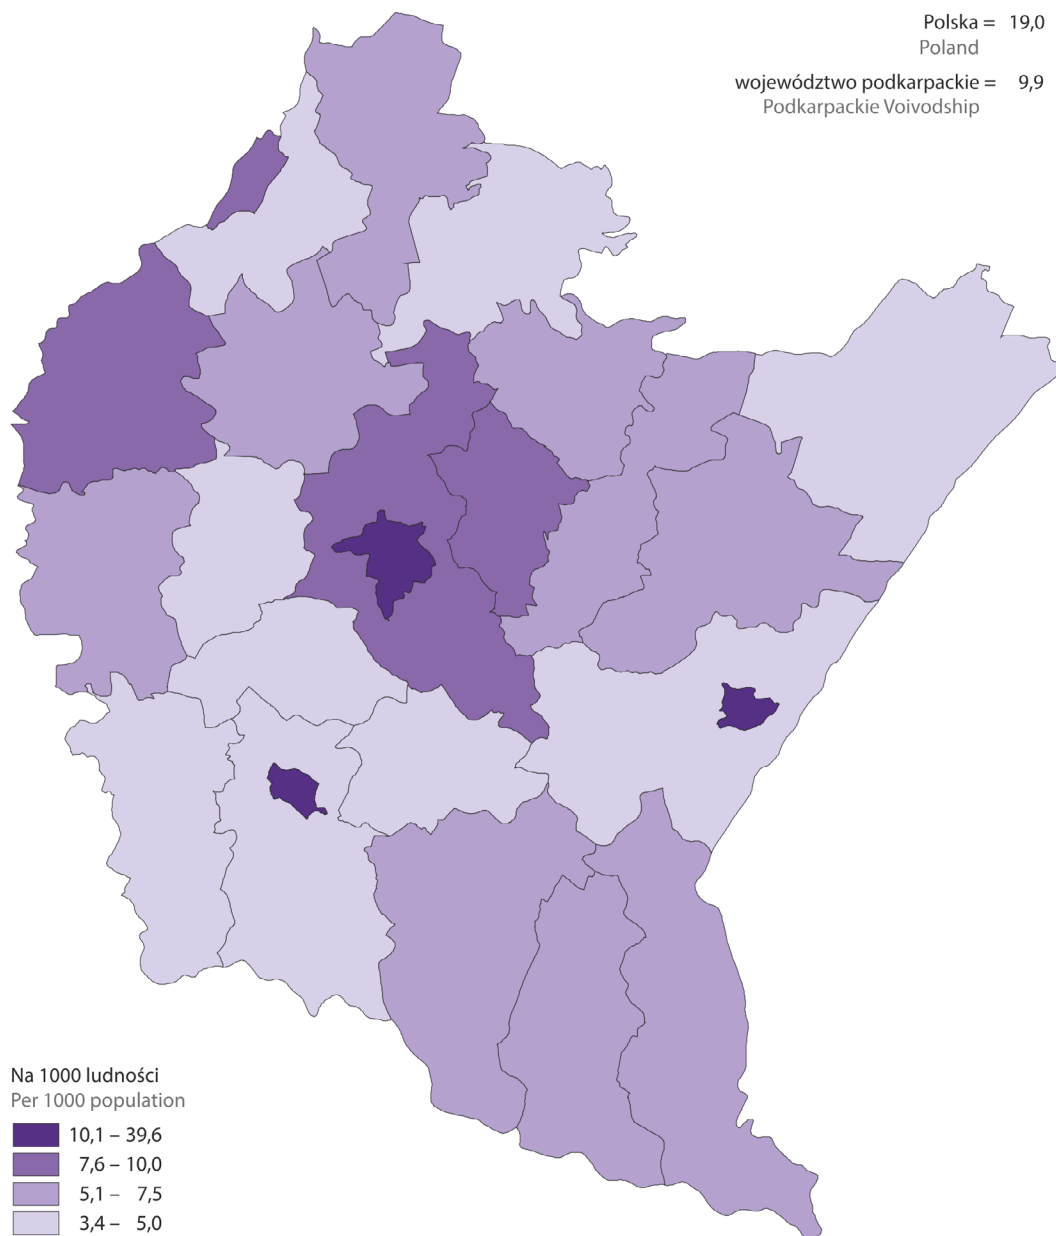 Polska = 19,0
Poland
województwo podkarpackie = 9,9
Podkarpackie Voivodship
Na 1000 ludności
Per 1000 population
10,1 – 39,6
7,6 – 10,0
5,1 – 7,5
3,4 – 5,0